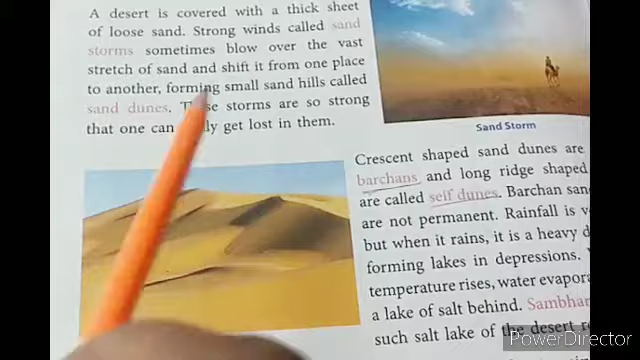 A desert is covered with a thick sheet
of loose sand. Strong winds called sand
storms sometimes blow over the vast
stretch of sand and shift it from one place
to another, forming small sand hills called
sand dunes. storms are so strong
that one can get lost in them.
Sand Storm
Crescent shaped sand dunes are
barchans and long ridge shaped
are called seif dunes. Barchan
are not permanent. Rainfall is
but when it rains, it is a heavy
forming lakes in depressions.
temperature rises, water
a lake of salt behind.
such salt lake of the desert
PowerDirector